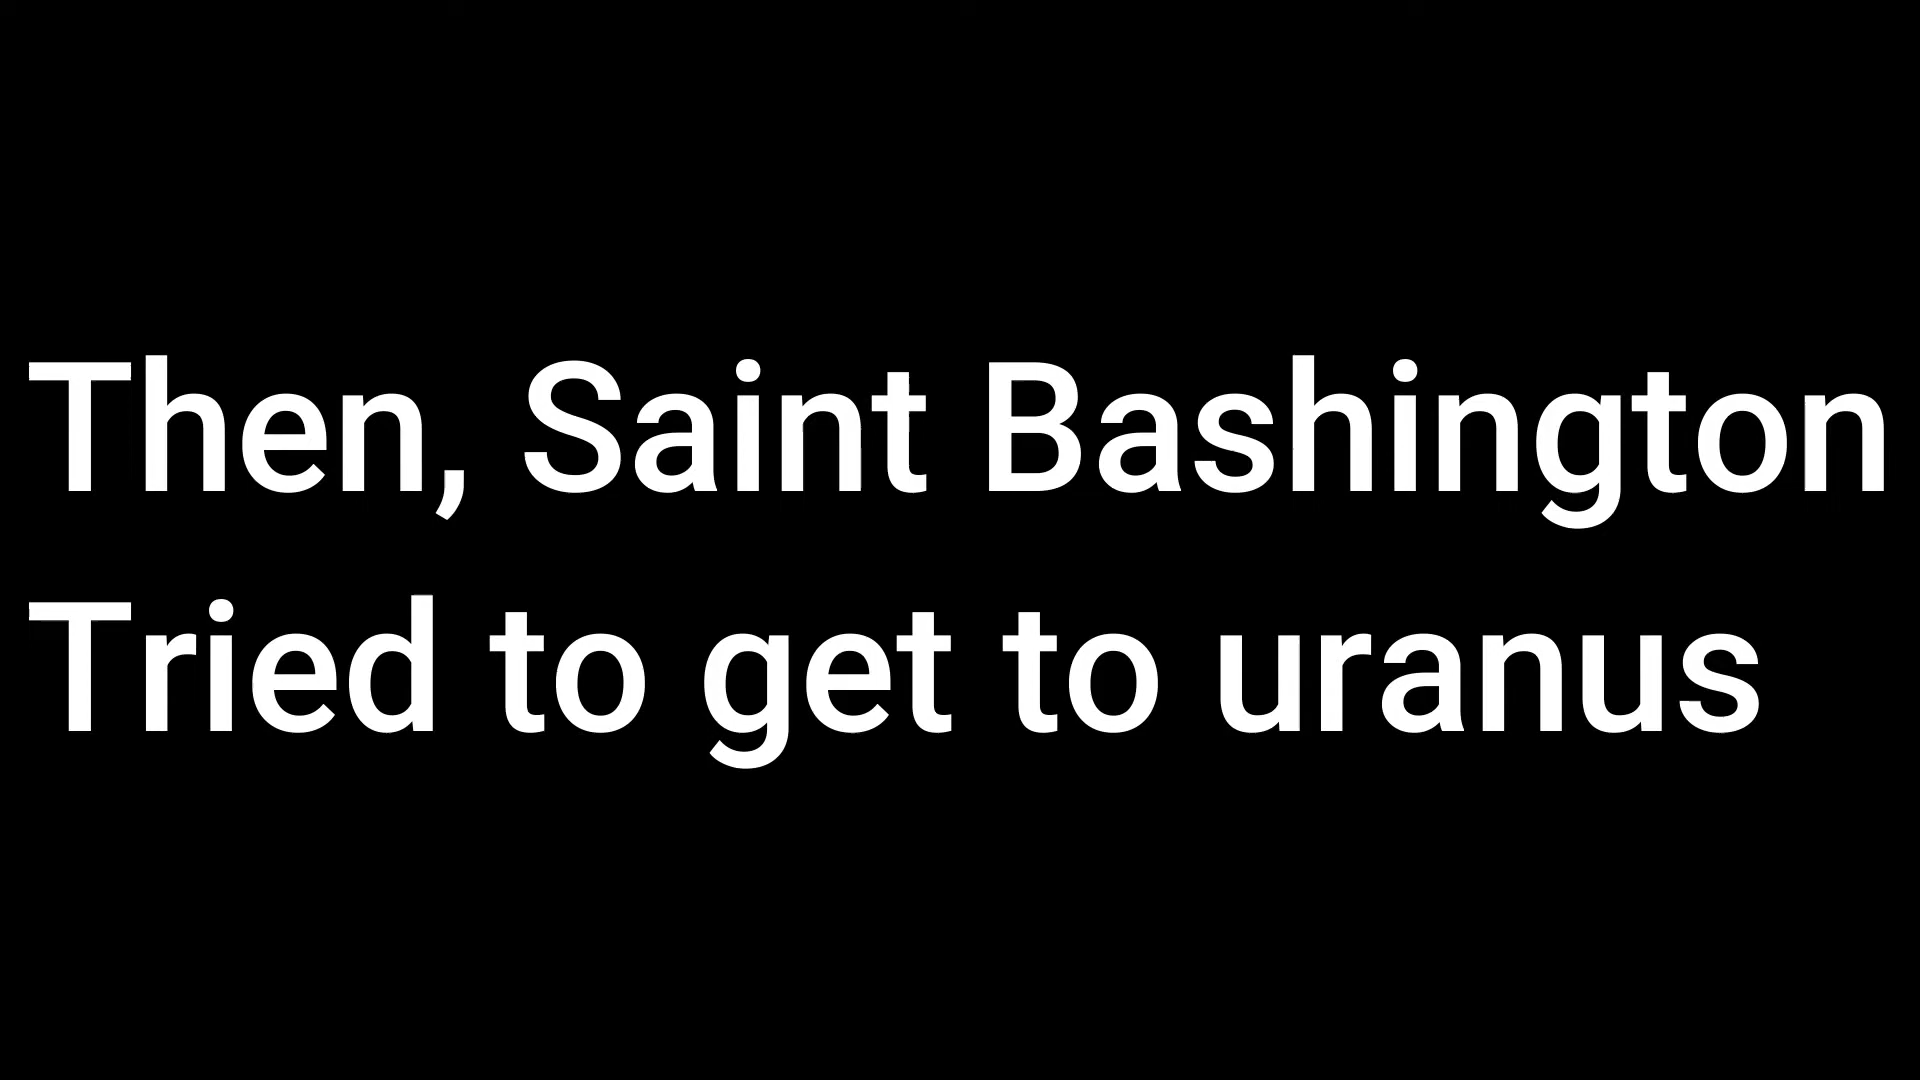 Then, Saint Bashington
Tried to get to uranus